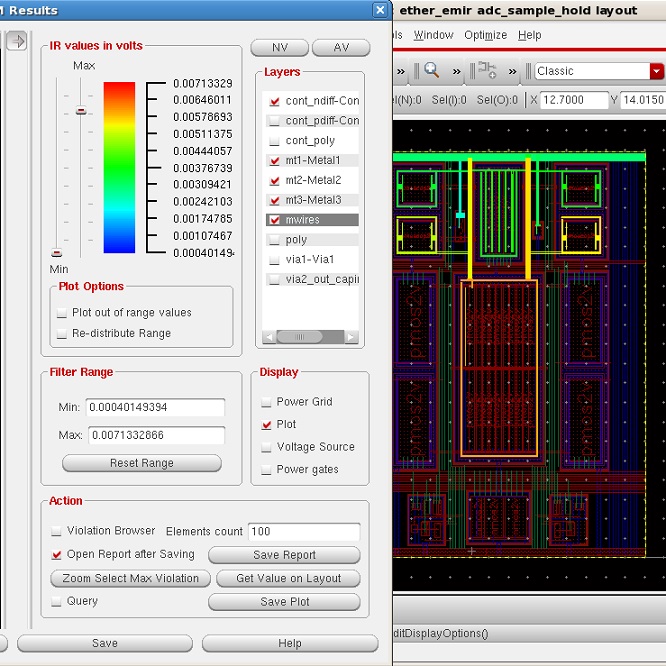 M Results
ether_emir adc_sample_hold layout
Window Optimize Help
Classic
Sel(I):0 Sel(O):0 X 12.7000 Y 14.0150
IR values in volts
Max
0.00713329
0.00646011
0.00578693
0.00511375
0.00444057
0.00376739
0.00309421
0.00242103
0.00174785
0.00107467
0.00040149
Min
Plot Options
Plot out of range values
Re-distribute Range
NV AV
Layers
cont_ndiff-Con
cont_pdiff-Con
cont_poly
mt1-Metal1
mt2-Metal2
mt3-Metal3
mwires
poly
via1-Via1
via2_out_capin
Filter Range
Min: 0.00040149394
Max: 0.0071332866
Reset Range
Display
Power Grid
Plot
Voltage Source
Power gates
Action
Violation Browser Elements count 100
Open Report after Saving Save Report
Zoom Select Max Violation Get Value on Layout
Query Save Plot
Save Help
ditDisplayOptions()